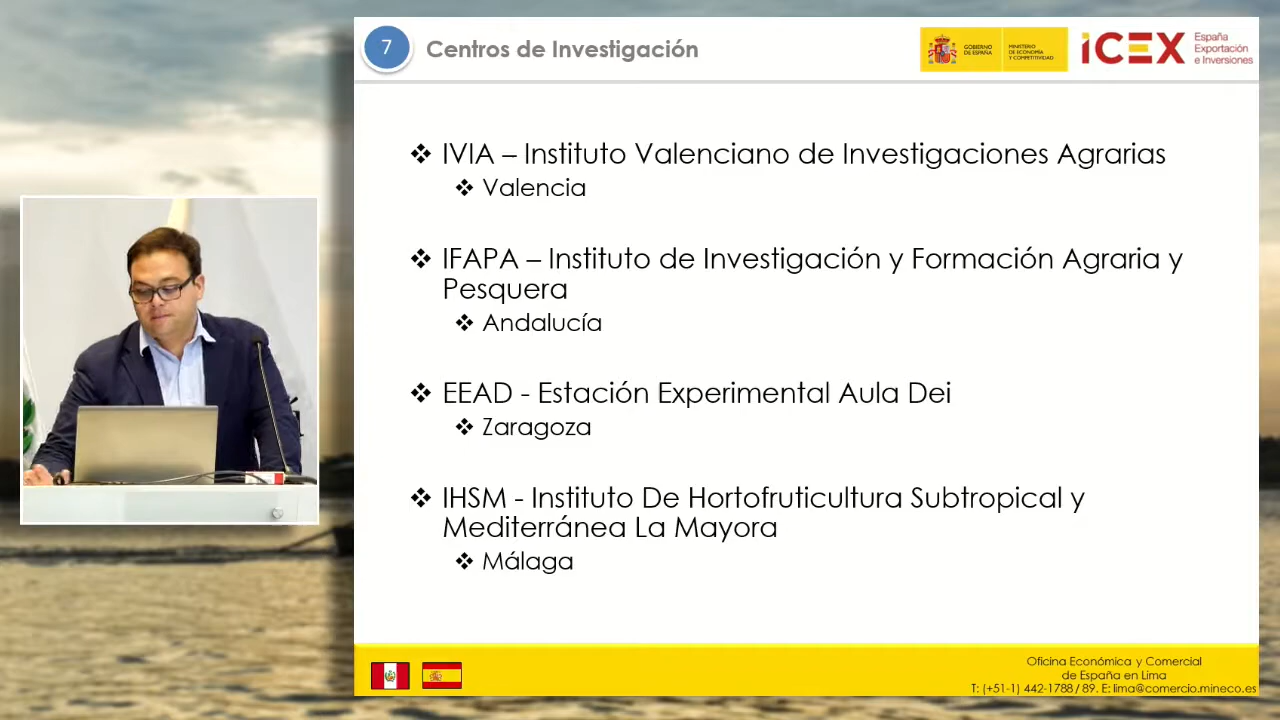 7
Centros de Investigación
GOBIERNO
DE ESPAÑA
MINISTERIO
DE ECONOMÍA
Y COMPETITIVIDAD
ICEX
España
Exportación
e Inversiones
❖ IVIA – Instituto Valenciano de Investigaciones Agrarias
❖ Valencia
❖ IFAPA – Instituto de Investigación y Formación Agraria y
Pesquera
❖ Andalucía
❖ EEAD - Estación Experimental Aula Dei
❖ Zaragoza
❖ IHSM - Instituto De Hortofruticultura Subtropical y
Mediterránea La Mayora
❖ Málaga
Oficina Económica y Comercial
de España en Lima
T: (+51-1) 442-1788 / 89. E: lima@comercio.mineco.es